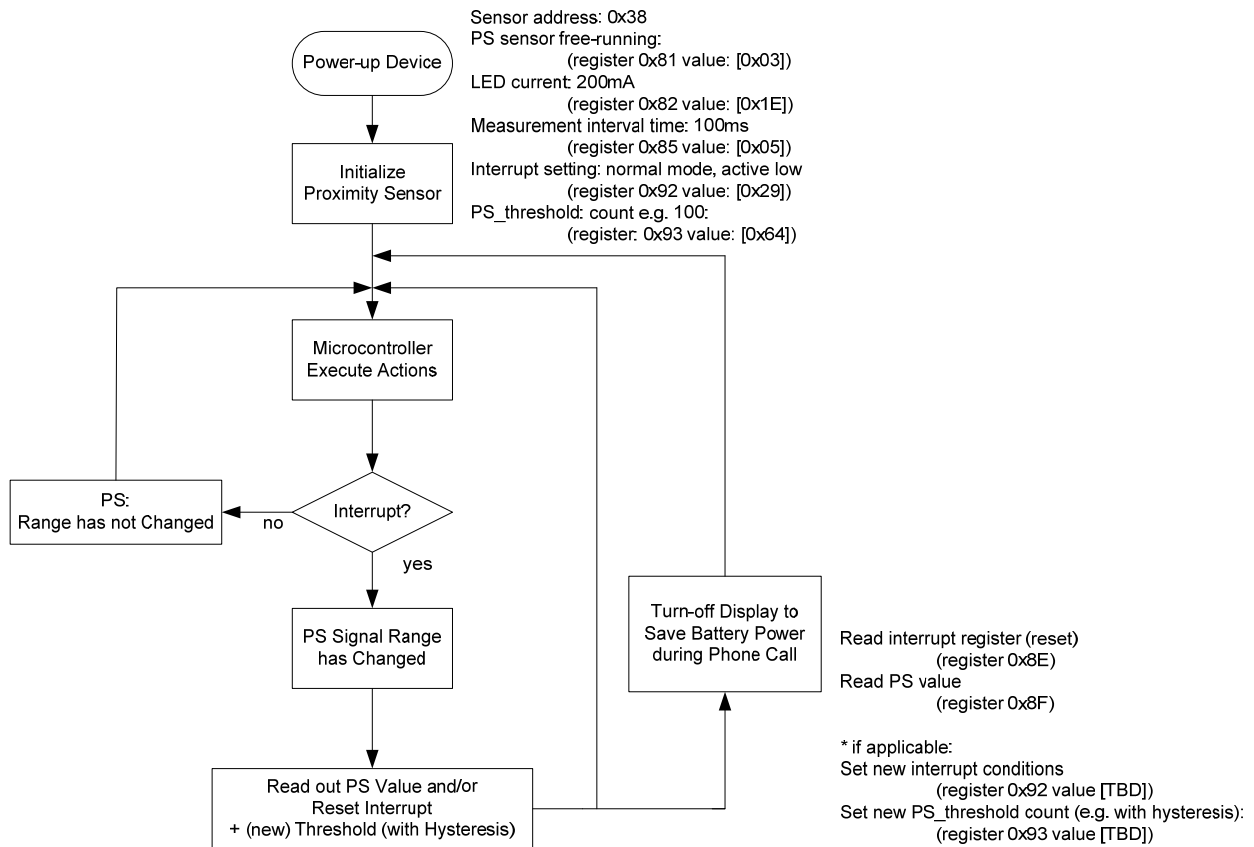 Power-up Device
Sensor address: 0x38
PS sensor free-running:
(register 0x81 value: [0x03])
LED current: 200mA
(register 0x82 value: [0x1E])
Measurement interval time: 100ms
(register 0x85 value: [0x05])
Interrupt setting: normal mode, active low
(register 0x92 value: [0x29])
PS_threshold: count e.g. 100:
(register: 0x93 value: [0x64])
Initialize
Proximity Sensor
Microcontroller
Execute Actions
Interrupt?
no
yes
PS:
Range has not Changed
PS Signal Range
has Changed
Read out PS Value and/or
Reset Interrupt
+ (new) Threshold (with Hysteresis)
Turn-off Display to
Save Battery Power
during Phone Call
Read interrupt register (reset)
(register 0x8E)
Read PS value
(register 0x8F)
* if applicable:
Set new interrupt conditions
(register 0x92 value [TBD])
Set new PS_threshold count (e.g. with hysteresis):
(register 0x93 value [TBD])